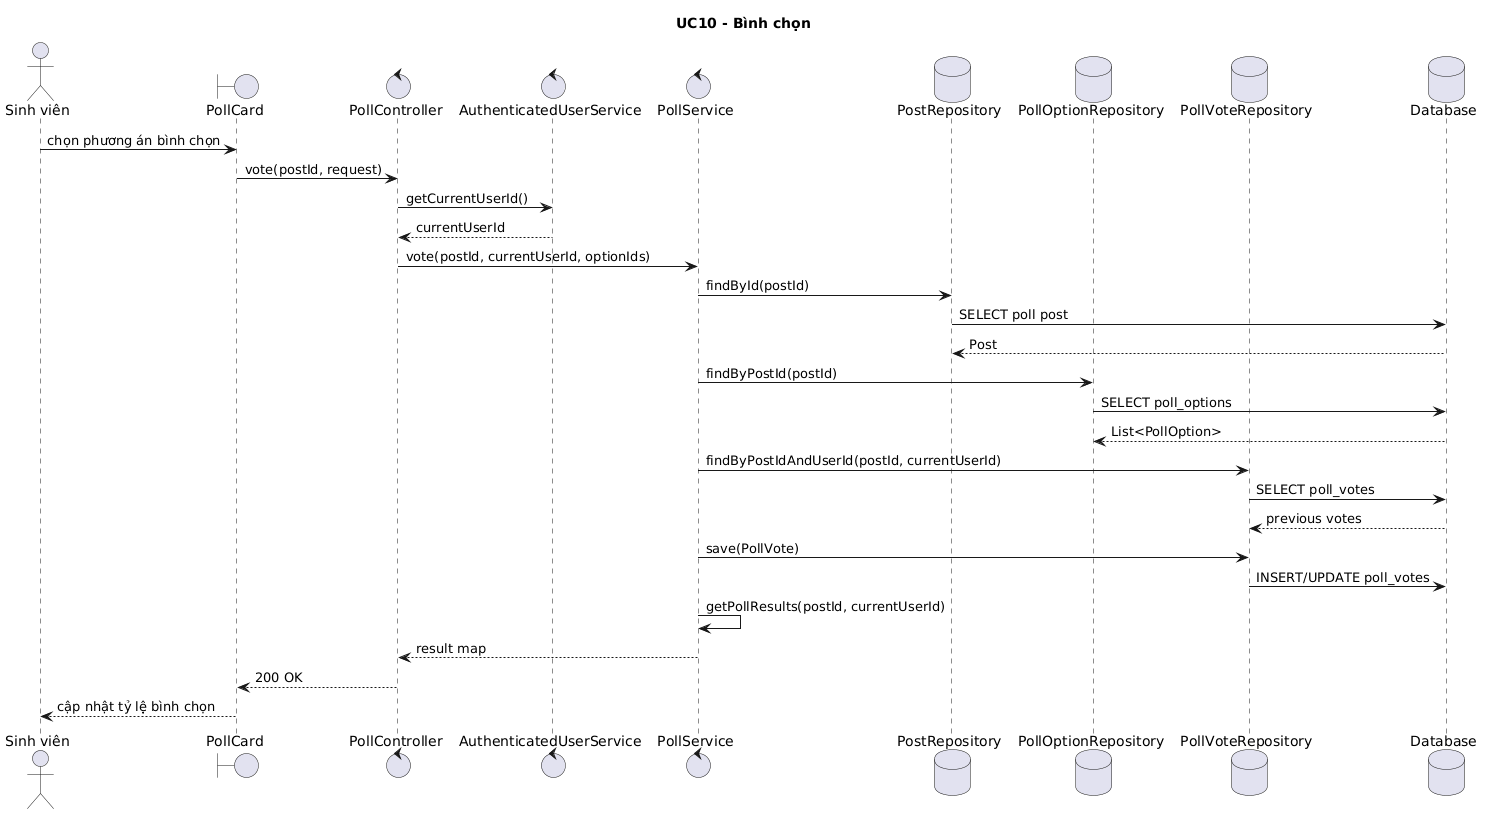 UC10 - Bình chọn
Sinh viên
PollCard
PollController
AuthenticatedUserService
PollService
PostRepository
PollOptionRepository
PollVoteRepository
Database
chọn phương án bình chọn
vote(postId, request)
getCurrentUserId()
currentUserId
vote(postId, currentUserId, optionIds)
findById(postId)
SELECT poll post
Post
findByPostId(postId)
SELECT poll_options
List<PollOption>
findByPostIdAndUserId(postId, currentUserId)
SELECT poll_votes
previous votes
save(PollVote)
INSERT/UPDATE poll_votes
getPollResults(postId, currentUserId)
result map
200 OK
cập nhật tỷ lệ bình chọn
Sinh viên
PollCard
PollController
AuthenticatedUserService
PollService
PostRepository
PollOptionRepository
PollVoteRepository
Database